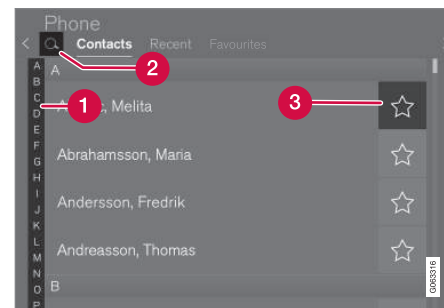 Phone
< Contacts Recent Favourites
2
A
B
C
D
E
F
G
H
I
J
K
L
M
N
O
P
A
1
, Melita
3
Abrahamsson, Maria
Andersson, Fredrik
Andreasson, Thomas
B
G063316